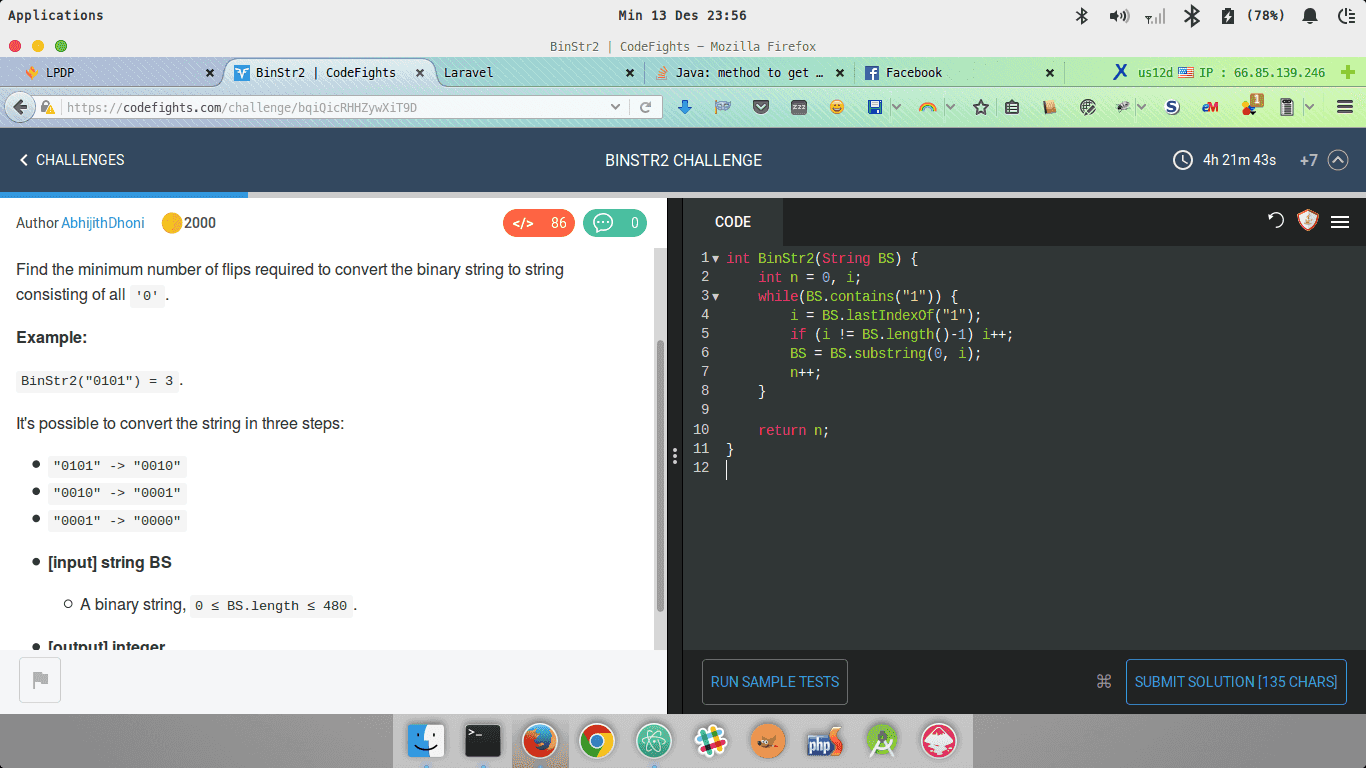 Applications
Min 13 Des 23:56
(78%)
BinStr2 | CodeFights – Mozilla Firefox
LPDP
BinStr2 | CodeFights
Laravel
Java: method to get ...
Facebook
X us12d IP : 66.85.139.246
https://codefights.com/challenge/bqiQicRHHZywXiT9D
zzz
S
eM
1
CHALLENGES
BINSTR2 CHALLENGE
4h 21m 43s
+7
Author AbhijithDhoni 2000
</> 86
0
Find the minimum number of flips required to convert the binary string to string
consisting of all '0' .
Example:
BinStr2("0101") = 3 .
It's possible to convert the string in three steps:
"0101" -> "0010"
"0010" -> "0001"
"0001" -> "0000"
[input] string BS
A binary string, 0 ≤ BS.length ≤ 480 .
[output] integer
CODE
1 int BinStr2(String BS) {
2 int n = 0, i;
3 while(BS.contains("1")) {
4 i = BS.lastIndexOf("1");
5 if (i != BS.length()-1) i++;
6 BS = BS.substring(0, i);
7 n++;
8 }
9
10 return n;
11 }
12
RUN SAMPLE TESTS
⌘
SUBMIT SOLUTION [135 CHARS]
>_
php